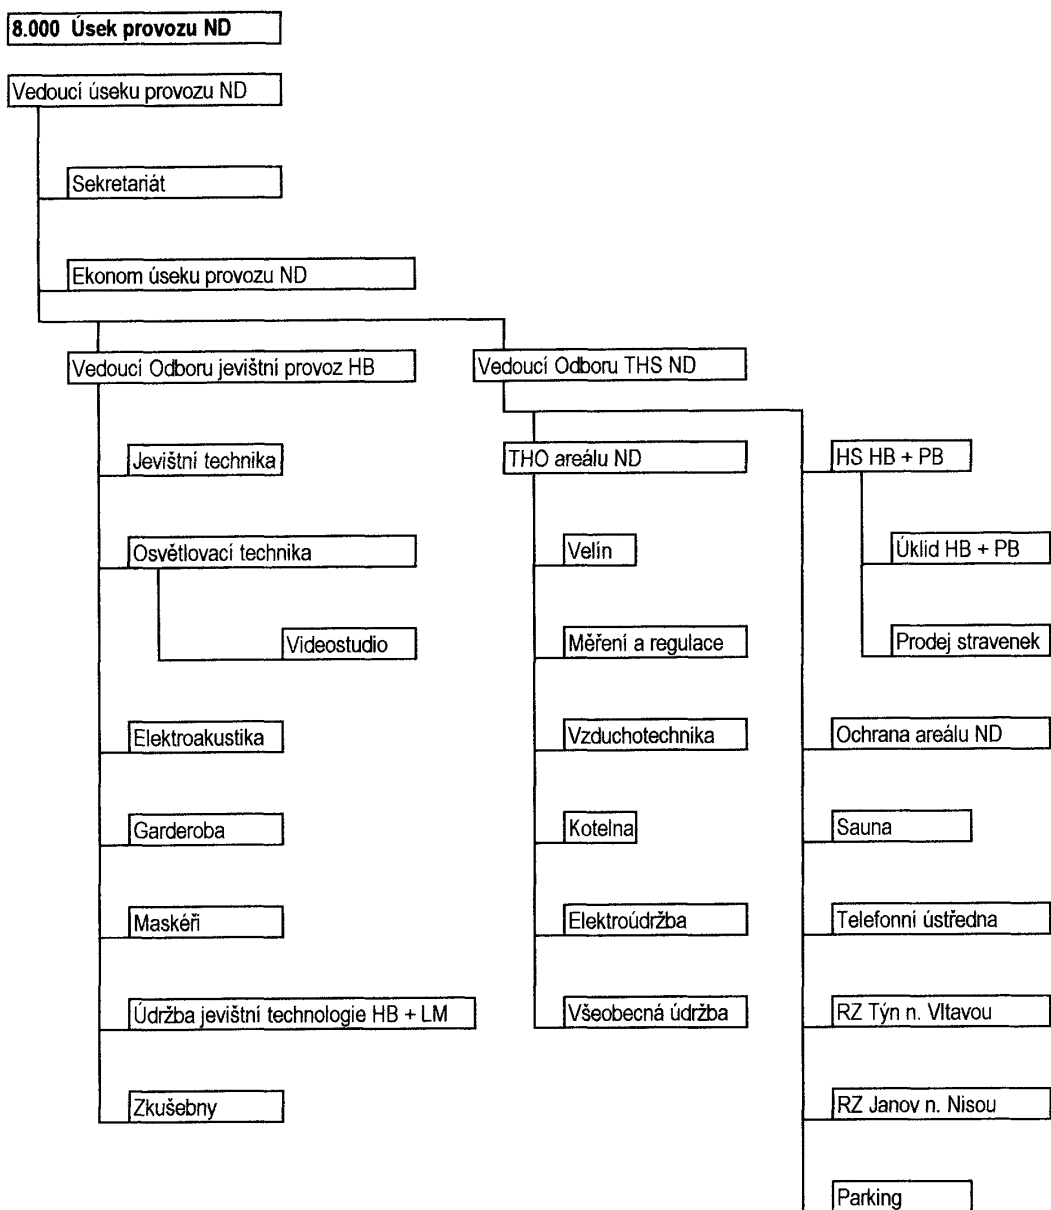 8.000 Úsek provozu ND
Vedoucí úseku provozu ND
Sekretariát
Ekonom úseku provozu ND
Vedoucí Odboru jevištní provoz HB
Jevištní technika
Osvětlovací technika
Videostudio
Elektroakustika
Garderoba
Maskéři
Údržba jevištní technologie HB + LM
Zkušebny
Vedoucí Odboru THS ND
THO areálu ND
Velín
Měření a regulace
Vzduchotechnika
Kotelna
Elektroúdržba
Všeobecná údržba
HS HB + PB
Úklid HB + PB
Prodej stravenek
Ochrana areálu ND
Sauna
Telefonní ústředna
RZ Týn n. Vltavou
RZ Janov n. Nisou
Parking